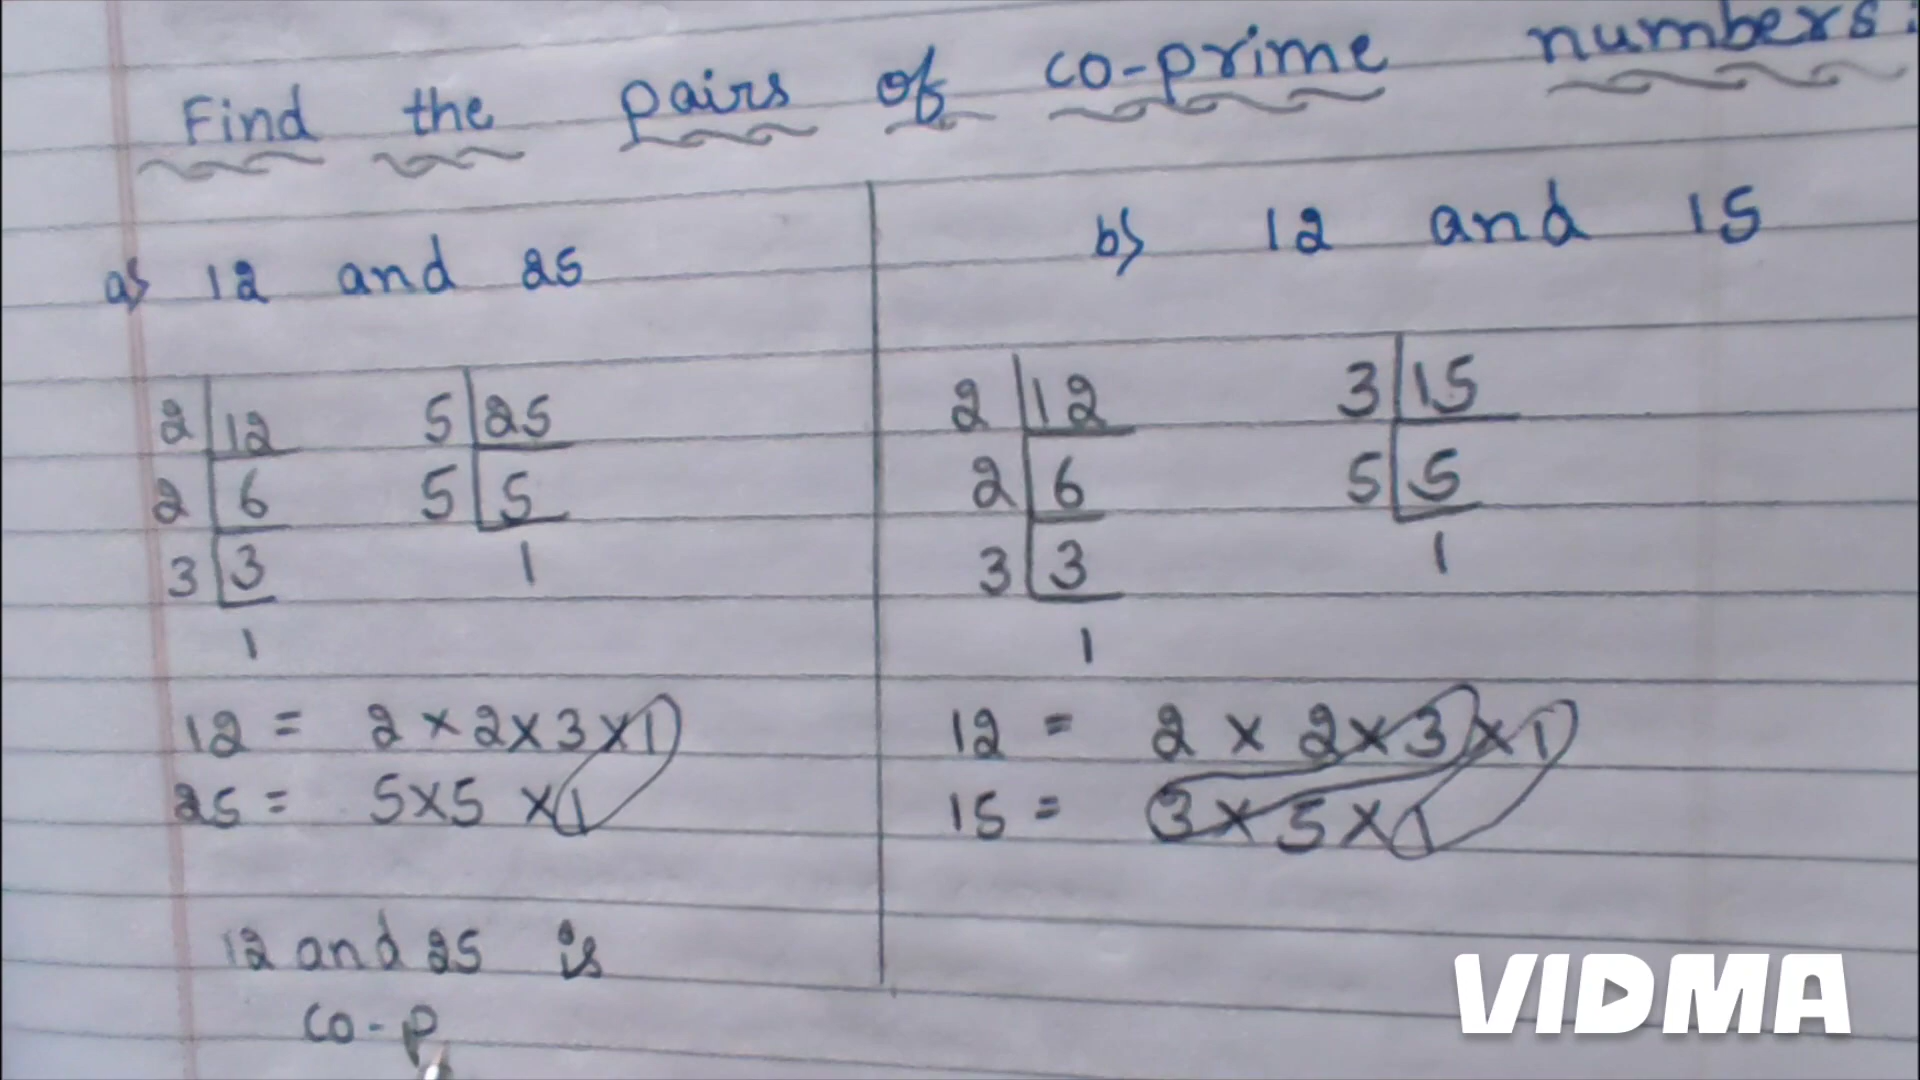 Find the pairs of co-prime numbers:
a) 12 and 25
2 12
2 6
3 3
1
5 25
5 5
1
12 = 2 × 2 × 3 × 1
25 = 5 × 5 × 1
12 and 25 is
co-p
b) 12 and 15
2 12
2 6
3 3
1
3 15
5 5
1
12 = 2 × 2 × 3 × 1
15 = 3 × 5 × 1
VIDMA